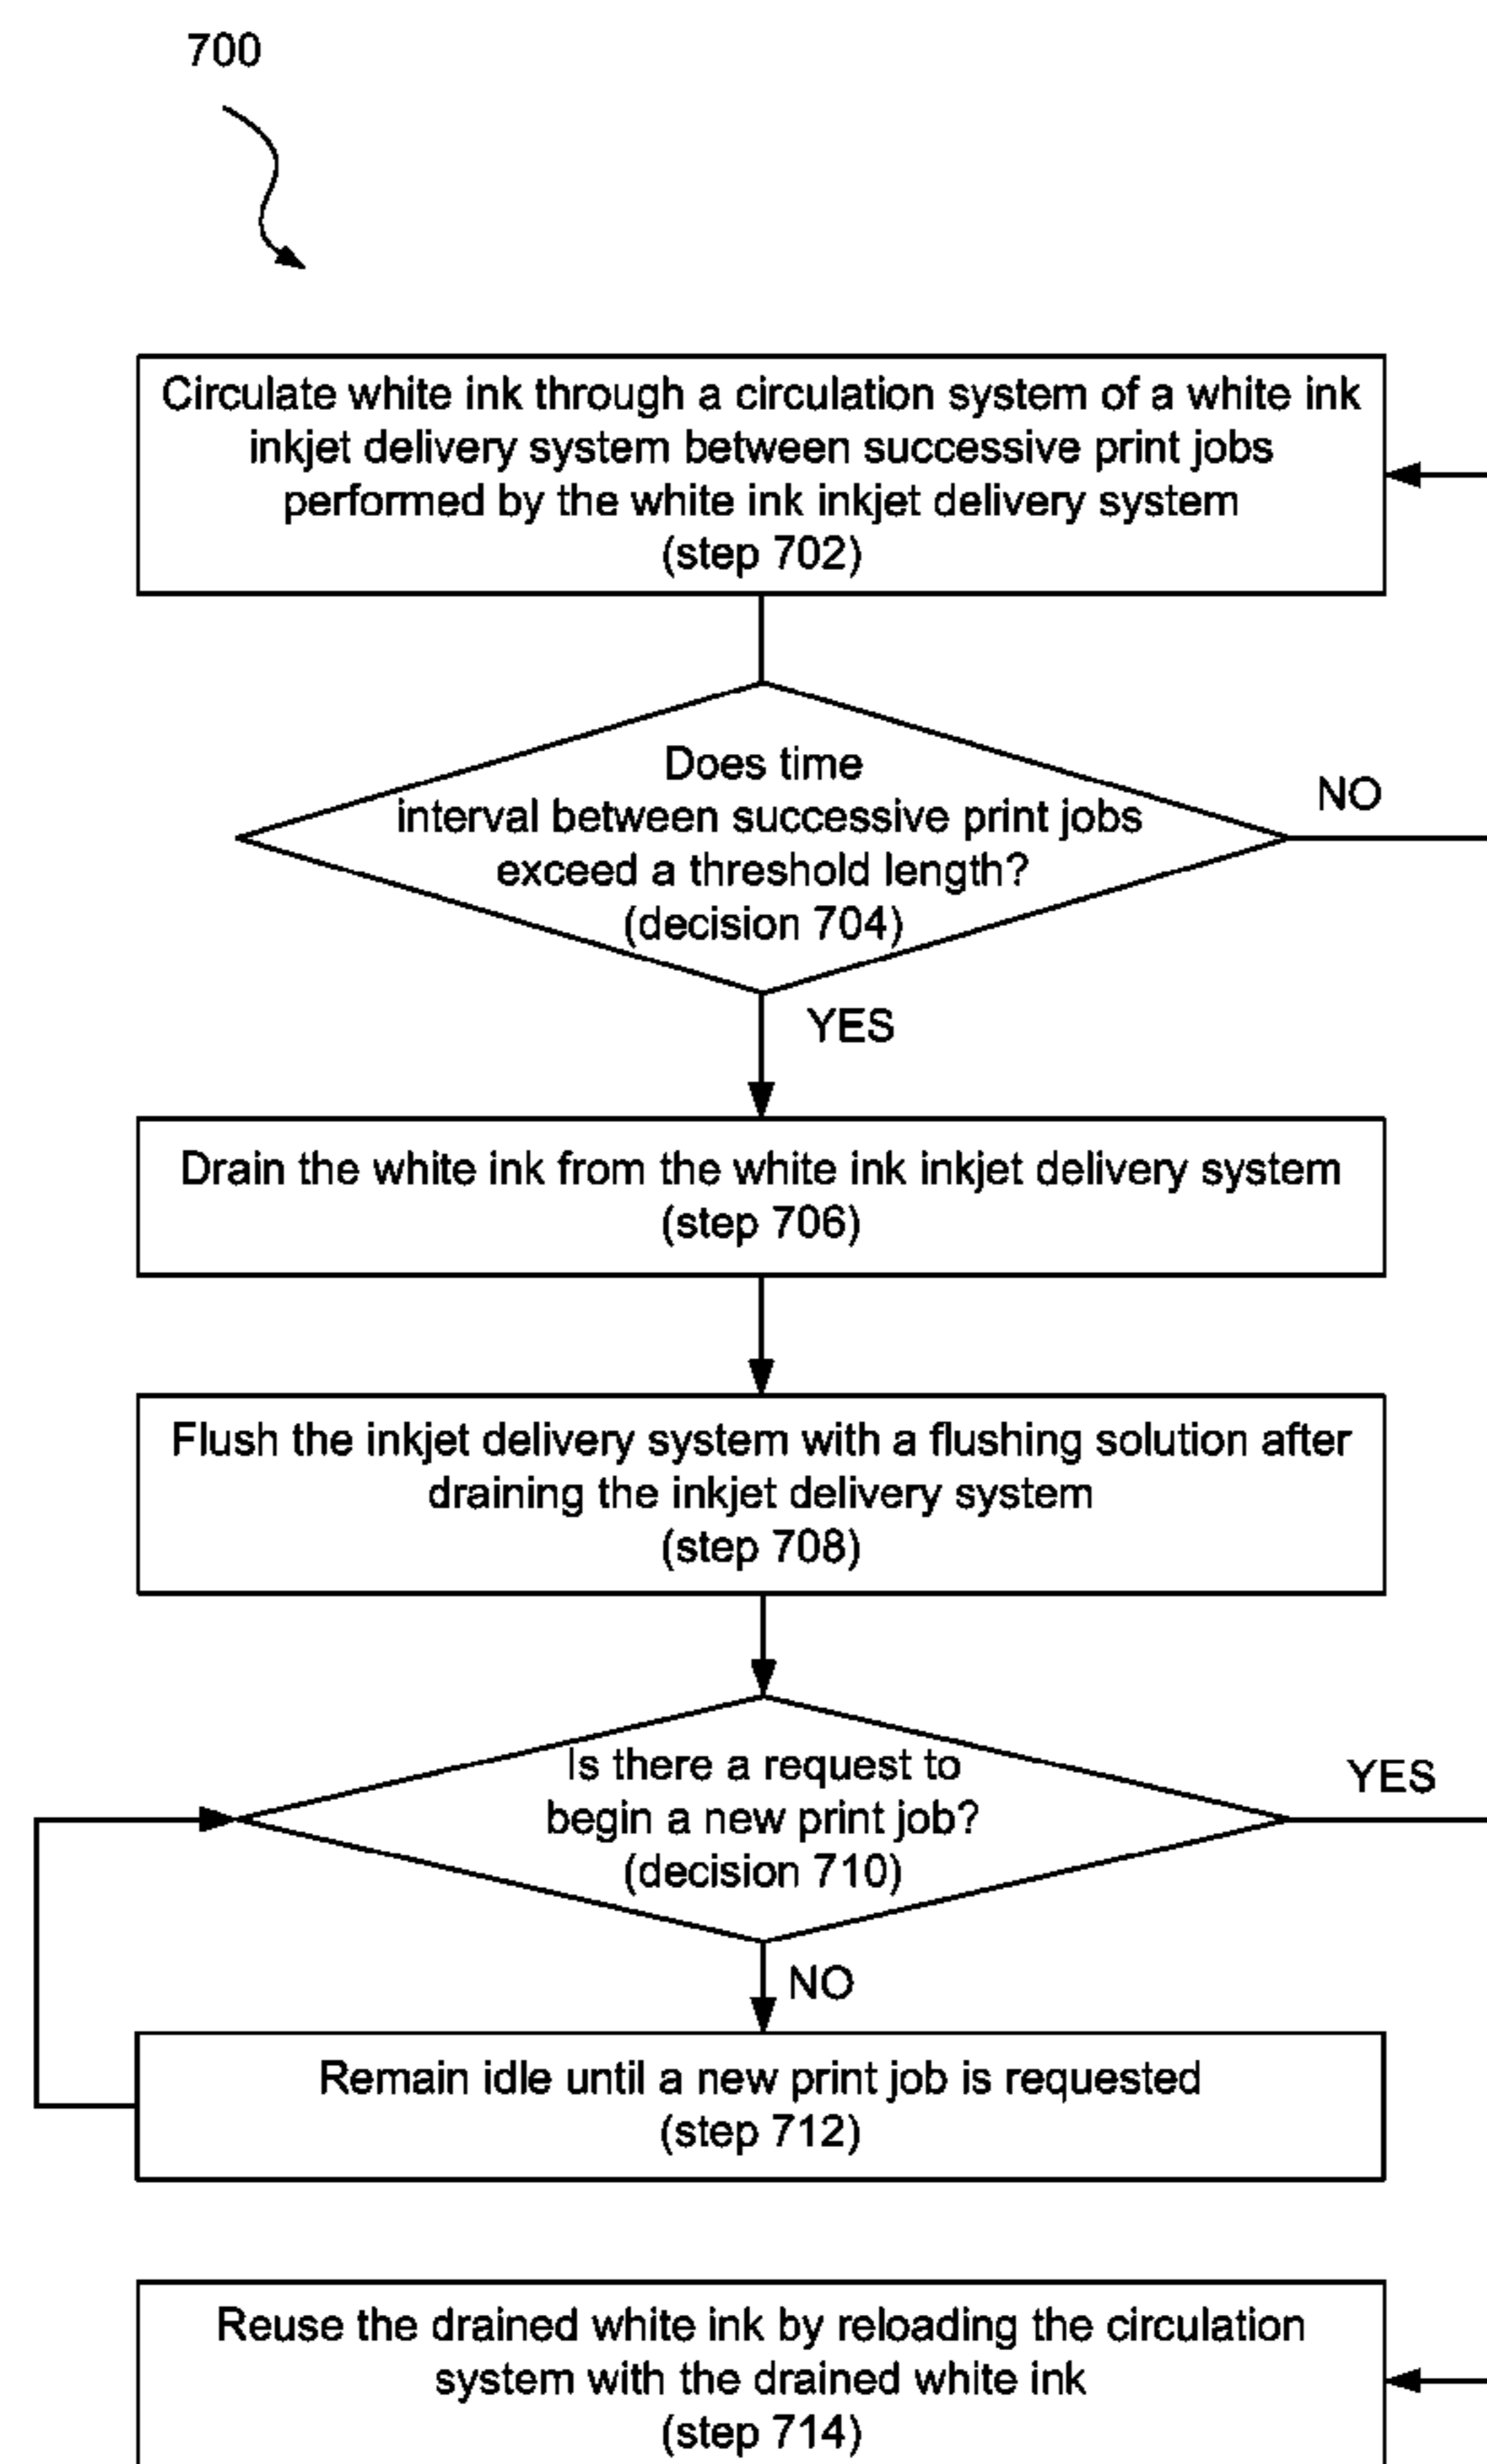 700
Circulate white ink through a circulation system of a white ink
inkjet delivery system between successive print jobs
performed by the white ink inkjet delivery system
(step 702)
Does time
interval between successive print jobs
exceed a threshold length?
(decision 704)
NO
YES
Drain the white ink from the white ink inkjet delivery system
(step 706)
Flush the inkjet delivery system with a flushing solution after
draining the inkjet delivery system
(step 708)
Is there a request to
begin a new print job?
(decision 710)
YES
NO
Remain idle until a new print job is requested
(step 712)
Reuse the drained white ink by reloading the circulation
system with the drained white ink
(step 714)